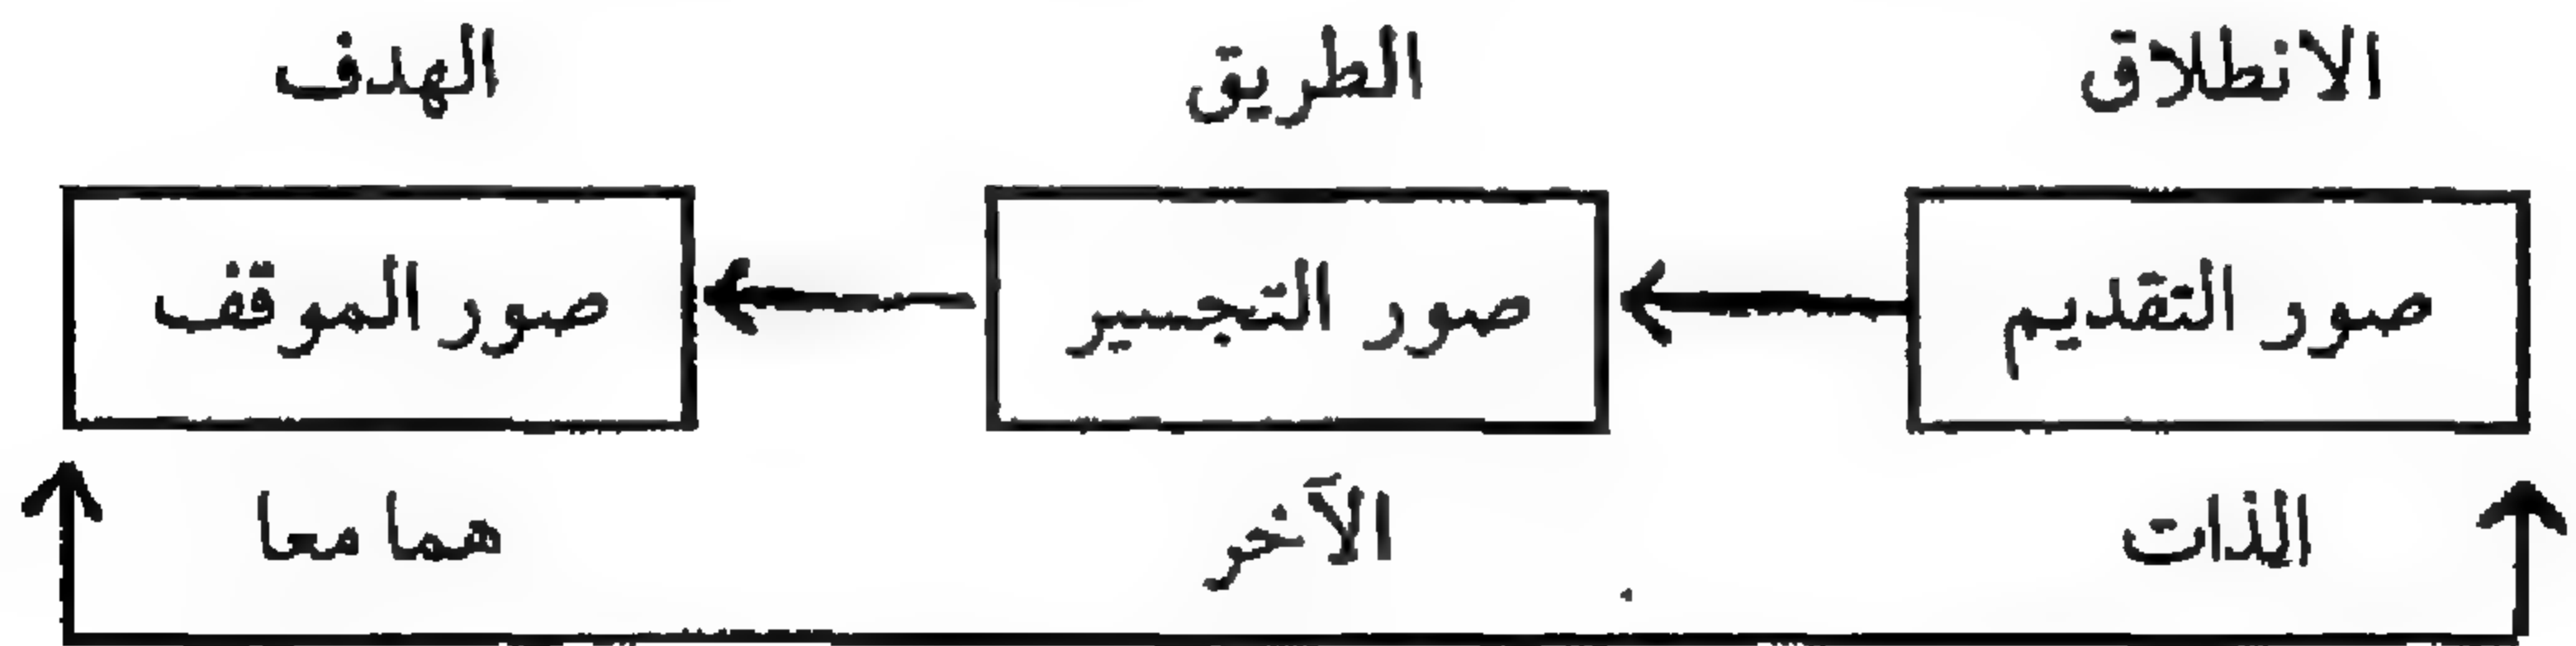 الانطلاق الطريق الهدف
صور التقديم صور التجسير صور الموقف
الذات الآخر هما معا